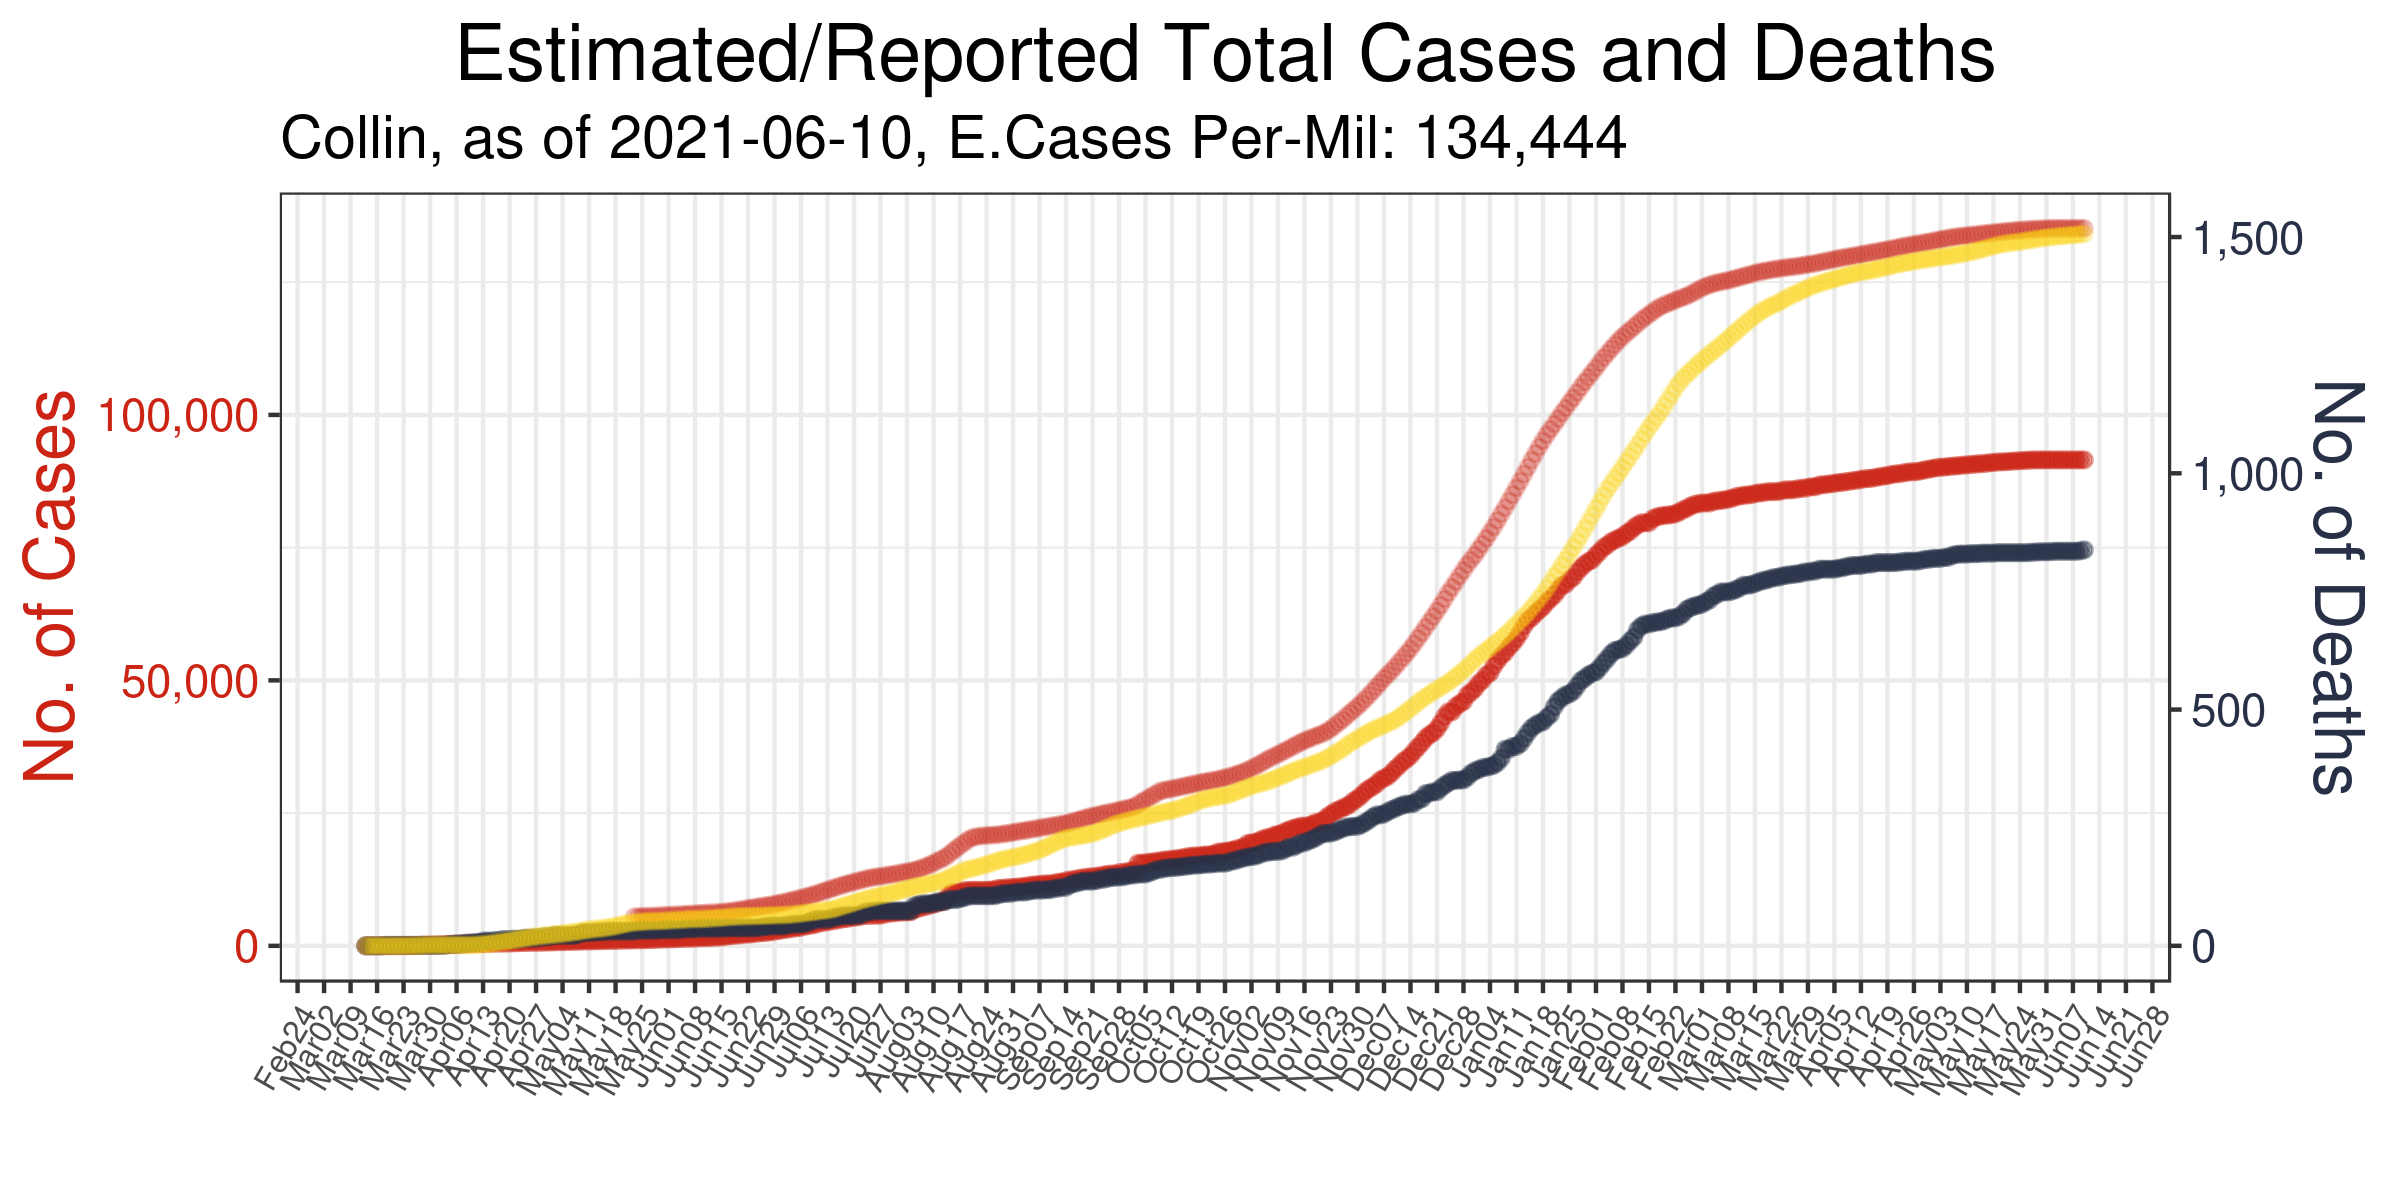 Estimated/Reported Total Cases and Deaths
Collin, as of 2021-06-10, E.Cases Per-Mil: 134,444
No. of Cases
100,000
50,000
0
1,500
1,000
500
0
No. of Deaths
Feb24
Mar02
Mar09
Mar16
Mar23
Mar30
Apr06
Apr13
Apr20
Apr27
May04
May11
May18
May25
Jun01
Jun08
Jun15
Jun22
Jun29
Jul06
Jul13
Jul20
Jul27
Aug03
Aug10
Aug17
Aug24
Aug31
Sep07
Sep14
Sep21
Sep28
Oct05
Oct12
Oct19
Oct26
Nov02
Nov09
Nov16
Nov23
Nov30
Dec07
Dec14
Dec21
Dec28
Jan04
Jan11
Jan18
Jan25
Feb01
Feb08
Feb15
Feb22
Mar01
Mar08
Mar15
Mar22
Mar29
Apr05
Apr12
Apr19
Apr26
May03
May10
May17
May24
May31
Jun07
Jun14
Jun21
Jun28